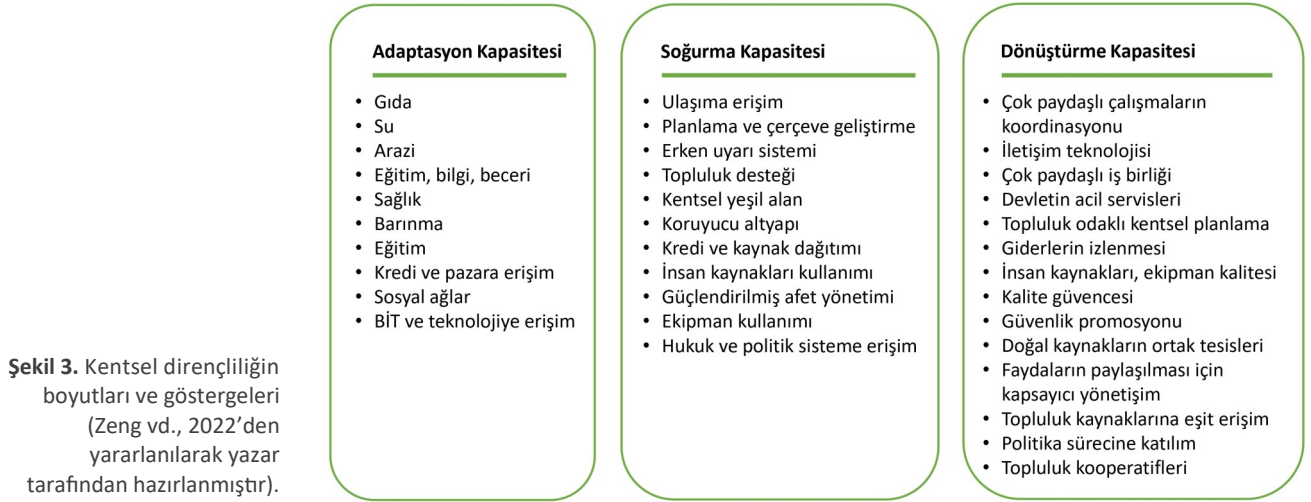 Adaptasyon Kapasitesi
• Gıda
• Su
• Arazi
• Eğitim, bilgi, beceri
• Sağlık
• Barınma
• Eğitim
• Kredi ve pazara erişim
• Sosyal ağlar
• BİT ve teknolojiye erişim
Soğurma Kapasitesi
• Ulaşıma erişim
• Planlama ve çerçeve geliştirme
• Erken uyarı sistemi
• Topluluk desteği
• Kentsel yeşil alan
• Koruyucu altyapı
• Kredi ve kaynak dağıtımı
• İnsan kaynakları kullanımı
• Güçlendirilmiş afet yönetimi
• Ekipman kullanımı
• Hukuk ve politik sisteme erişim
Dönüştürme Kapasitesi
• Çok paydaşlı çalışmaların
koordinasyonu
• İletişim teknolojisi
• Çok paydaşlı iş birliği
• Devletin acil servisleri
• Topluluk odaklı kentsel planlama
• Giderlerin izlenmesi
• İnsan kaynakları, ekipman kalitesi
• Kalite güvencesi
• Güvenlik promosyonu
• Doğal kaynakların ortak tesisleri
• Faydaların paylaşılması için
kapsayıcı yönetişim
• Topluluk kaynaklarına eşit erişim
• Politika sürecine katılım
• Topluluk kooperatifleri
Şekil 3. Kentsel dirençliliğin
boyutları ve göstergeleri
(Zeng vd., 2022’den
yararlanılarak yazar
tarafından hazırlanmıştır).